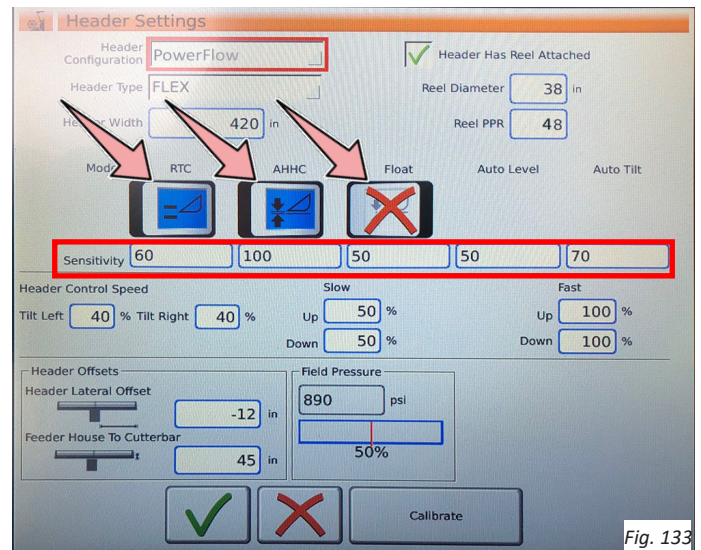 Header Settings
Header Configuration PowerFlow
Header Has Reel Attached
Header Type FLEX
Reel Diameter 38 in
Header Width 420 in
Reel PPR 48
Mode RTC AHHC Float Auto Level Auto Tilt
Sensitivity 60 100 50 50 70
Header Control Speed Slow Fast
Tilt Left 40 % Tilt Right 40 % Up 50 % Up 100 %
Down 50 % Down 100 %
Header Offsets
Header Lateral Offset
-12 in
Feeder House To Cutterbar
45 in
Field Pressure
890 psi
50%
Calibrate
Fig. 133